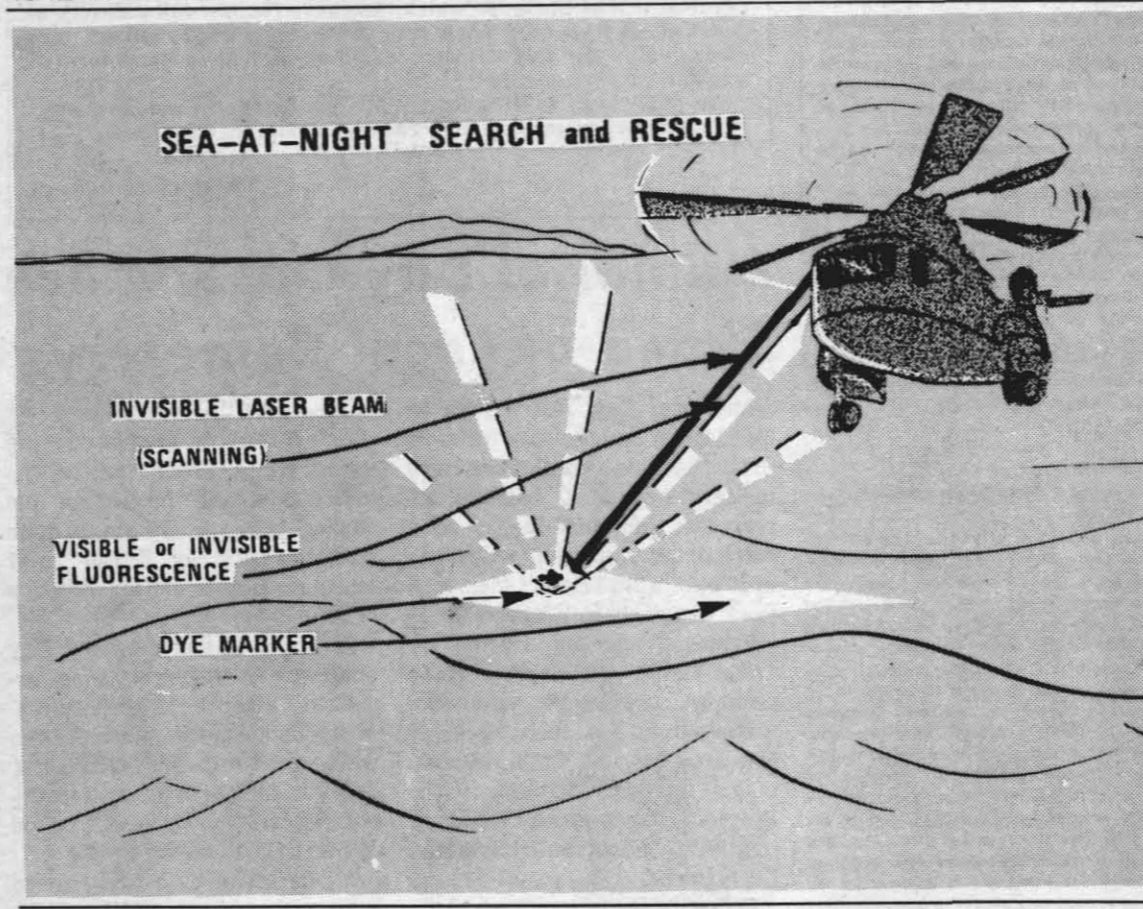 SEA-AT-NIGHT SEARCH and RESCUE
INVISIBLE LASER BEAM
(SCANNING)
VISIBLE or INVISIBLE
FLUORESCENCE
DYE MARKER